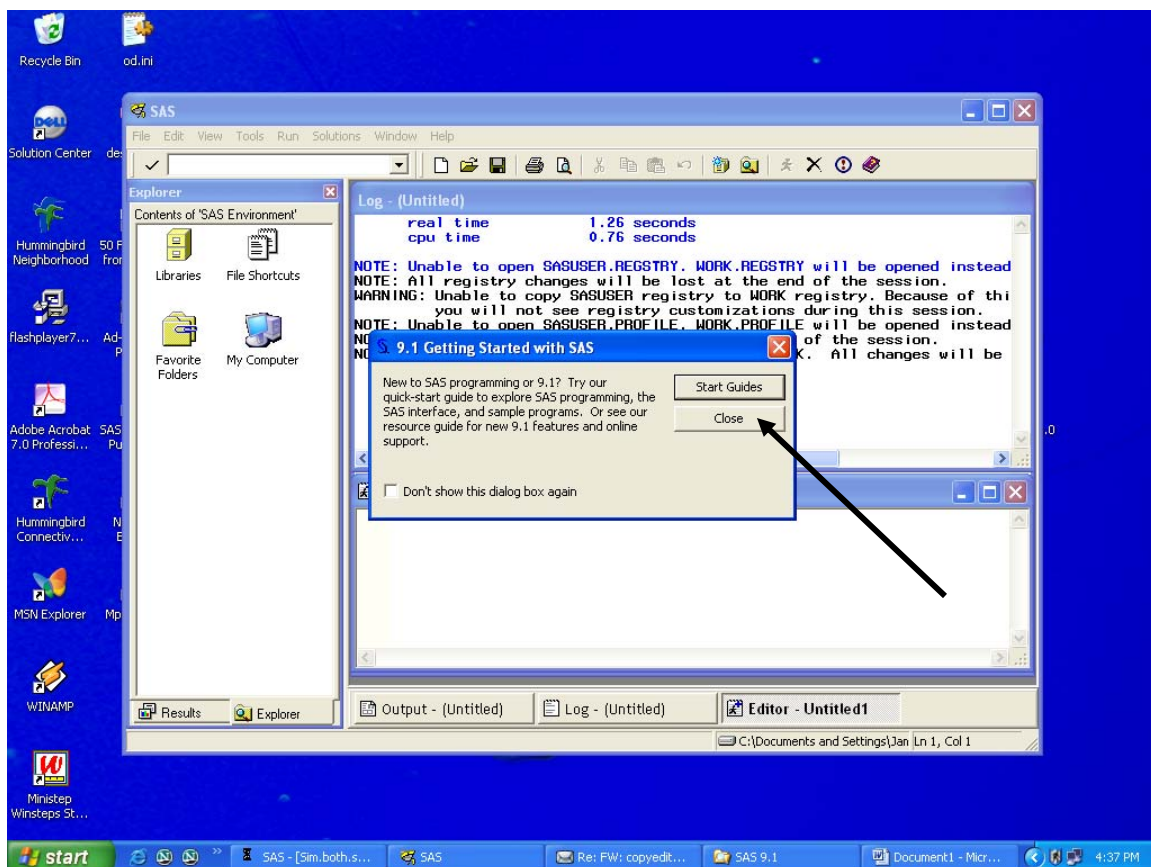 Recycle Bin
od.ini
Solution Center
Hummingbird
Neighborhood
50 F
from
flashplayer7...
Ad-
P
Adobe Acrobat
7.0 Professi...
SAS
Pu
Hummingbird
Connectiv...
N
E
MSN Explorer
Mp
WINAMP
Ministep
Winsteps St...
SAS
File Edit View Tools Run Solutions Window Help
Explorer
Contents of 'SAS Environment'
Libraries
File Shortcuts
Favorite
Folders
My Computer
Results
Explorer
Log - (Untitled)
real time 1.26 seconds
cpu time 0.76 seconds
NOTE: Unable to open SASUSER.REGSTRY. WORK.REGSTRY will be opened instead
NOTE: All registry changes will be lost at the end of the session.
WARNING: Unable to copy SASUSER registry to WORK registry. Because of thi
you will not see registry customizations during this session.
NOTE: Unable to open SASUSER.PROFILE. WORK.PROFILE will be opened instead
of the session.
All changes will be
9.1 Getting Started with SAS
New to SAS programming or 9.1? Try our
quick-start guide to explore SAS programming, the
SAS interface, and sample programs. Or see our
resource guide for new 9.1 features and online
support.
Start Guides
Close
Don't show this dialog box again
.0
Output - (Untitled)
Log - (Untitled)
Editor - Untitled1
C:\Documents and Settings\Jan
Ln 1, Col 1
start
SAS - [Sim.both.s...
SAS
Re: FW: copyedit...
SAS 9.1
Document1 - Micr...
4:37 PM